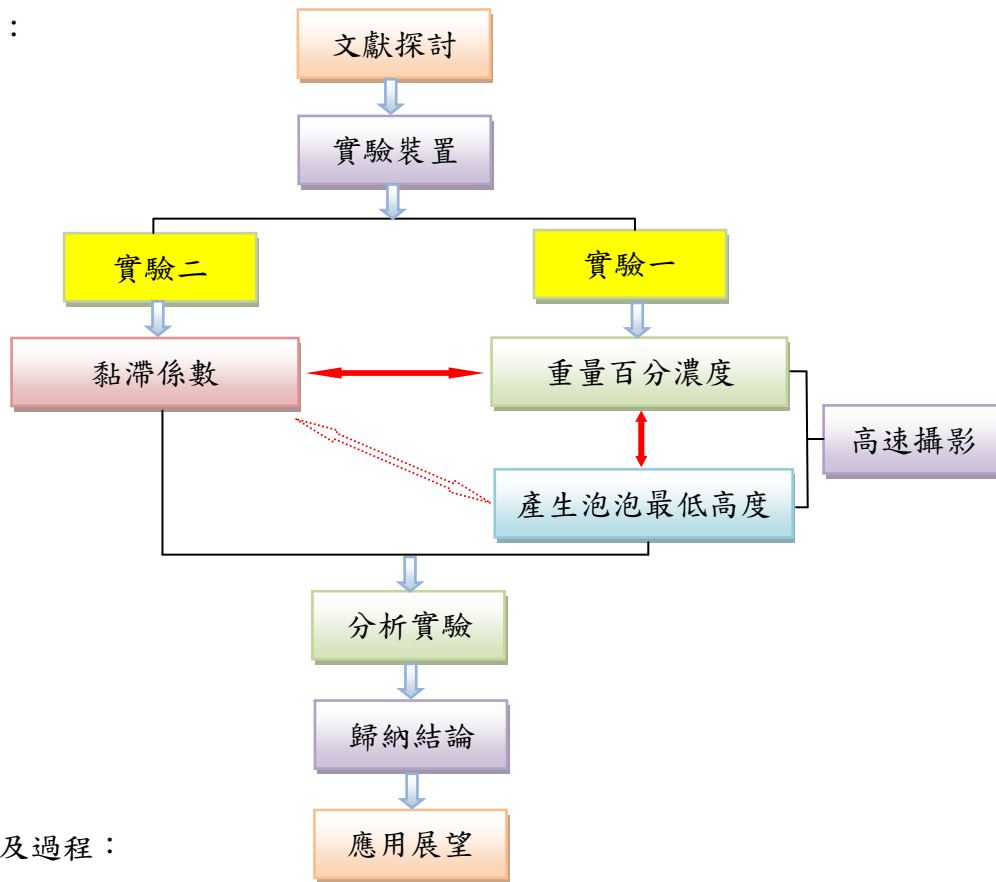 ：
文獻探討
實驗裝置
實驗二
實驗一
黏滯係數
重量百分濃度
高速攝影
產生泡泡最低高度
分析實驗
歸納結論
應用展望
及過程：